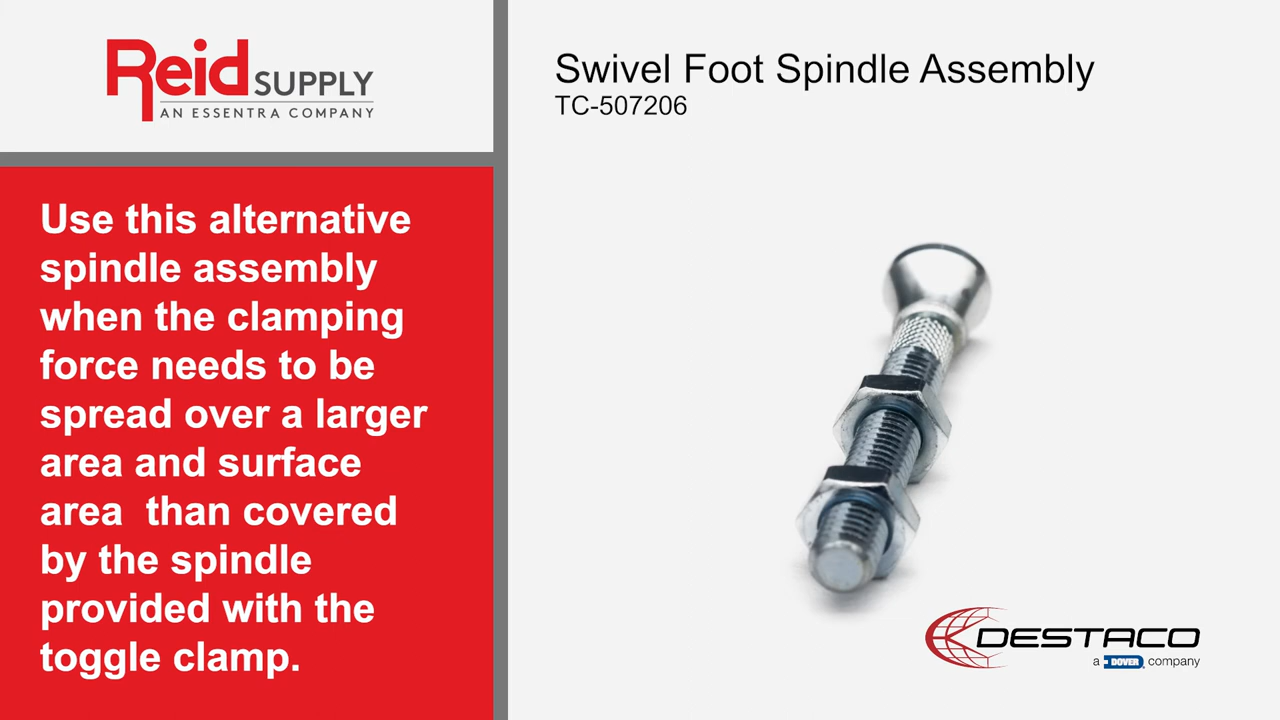 Reid SUPPLY
AN ESSENTRA COMPANY
Swivel Foot Spindle Assembly
TC-507206
Use this alternative
spindle assembly
when the clamping
force needs to be
spread over a larger
area and surface
area  than covered
by the spindle
provided with the
toggle clamp.
DESTACO
a DOVER company